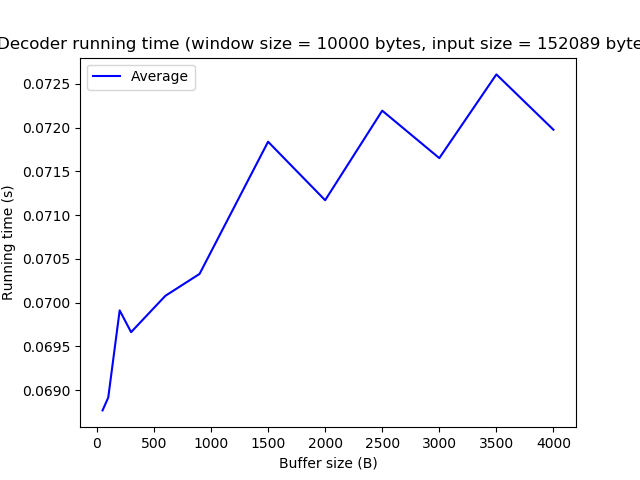 Decoder running time (window size = 10000 bytes, input size = 152089 byte
Average
0.0725
0.0720
0.0715
0.0710
0.0705
0.0700
0.0695
0.0690
Running time (s)
0 500 1000 1500 2000 2500 3000 3500 4000
Buffer size (B)